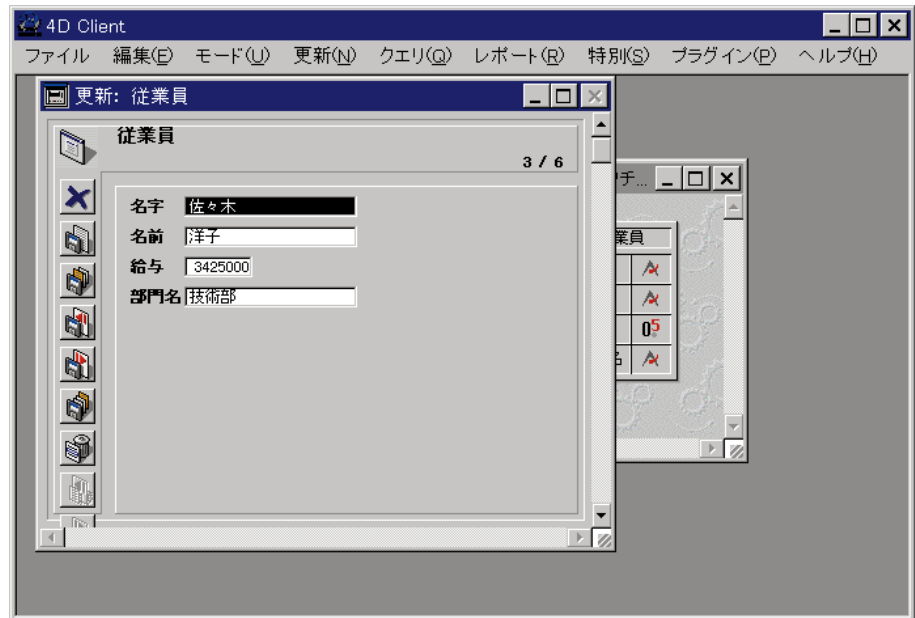 4D Client
ファイル 編集(E) モード(U) 更新(N) クエリ(Q) レポート(R) 特別(S) プラグイン(P) ヘルプ(H)
更新: 従業員
従業員
3 / 6
名字 佐々木
名前 洋子
給与 3425000
部門名 技術部
チ...
業員
05
名